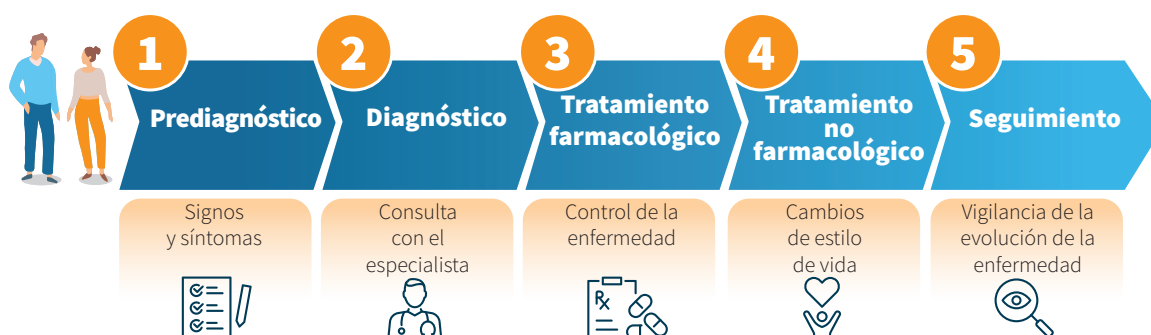 1
Prediagnóstico
Signos
y síntomas
2
Diagnóstico
Consulta
con el
especialista
3
Tratamiento
farmacológico
Control de la
enfermedad
Rx
4
Tratamiento
no
farmacológico
Cambios
de estilo
de vida
5
Seguimiento
Vigilancia de la
evolución de la
enfermedad